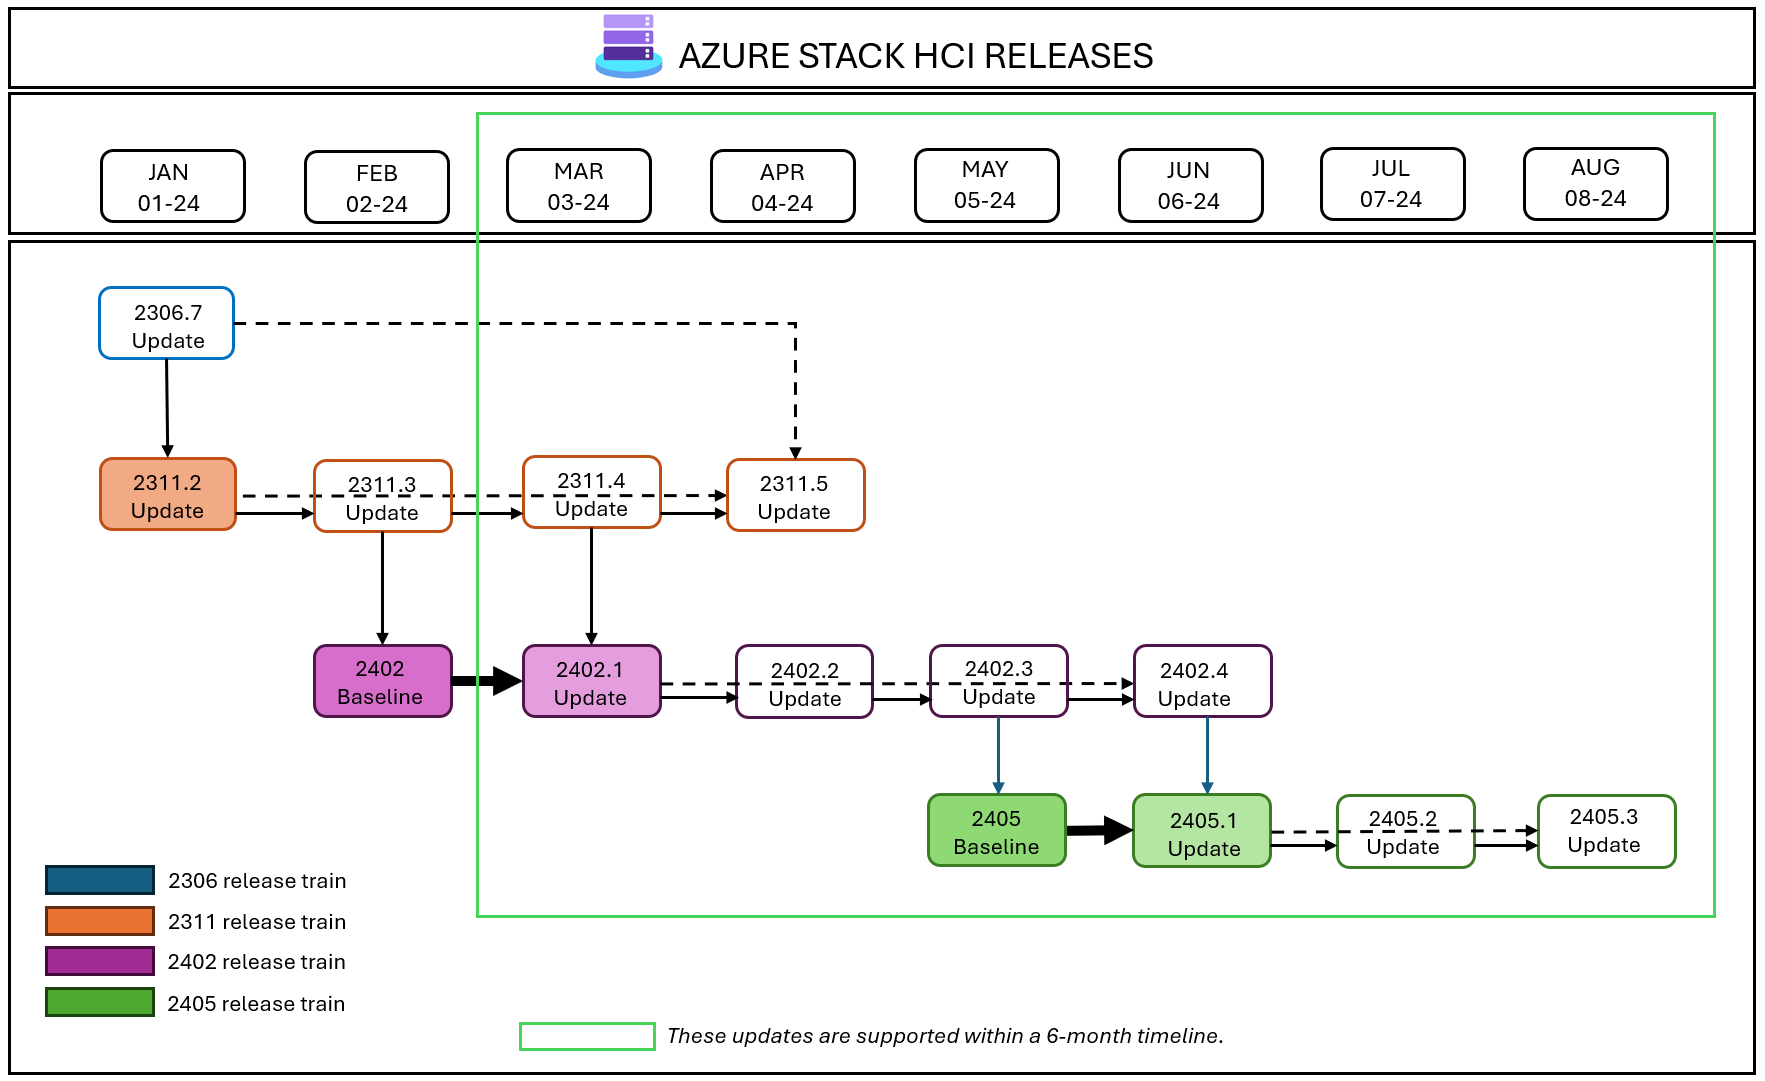 AZURE STACK HCI RELEASES
JAN
01-24
FEB
02-24
MAR
03-24
APR
04-24
MAY
05-24
JUN
06-24
JUL
07-24
AUG
08-24
2306.7
Update
2311.2
Update
2311.3
Update
2311.4
Update
2311.5
Update
2402
Baseline
2402.1
Update
2402.2
Update
2402.3
Update
2402.4
Update
2405
Baseline
2405.1
Update
2405.2
Update
2405.3
Update
2306 release train
2311 release train
2402 release train
2405 release train
These updates are supported within a 6-month timeline.